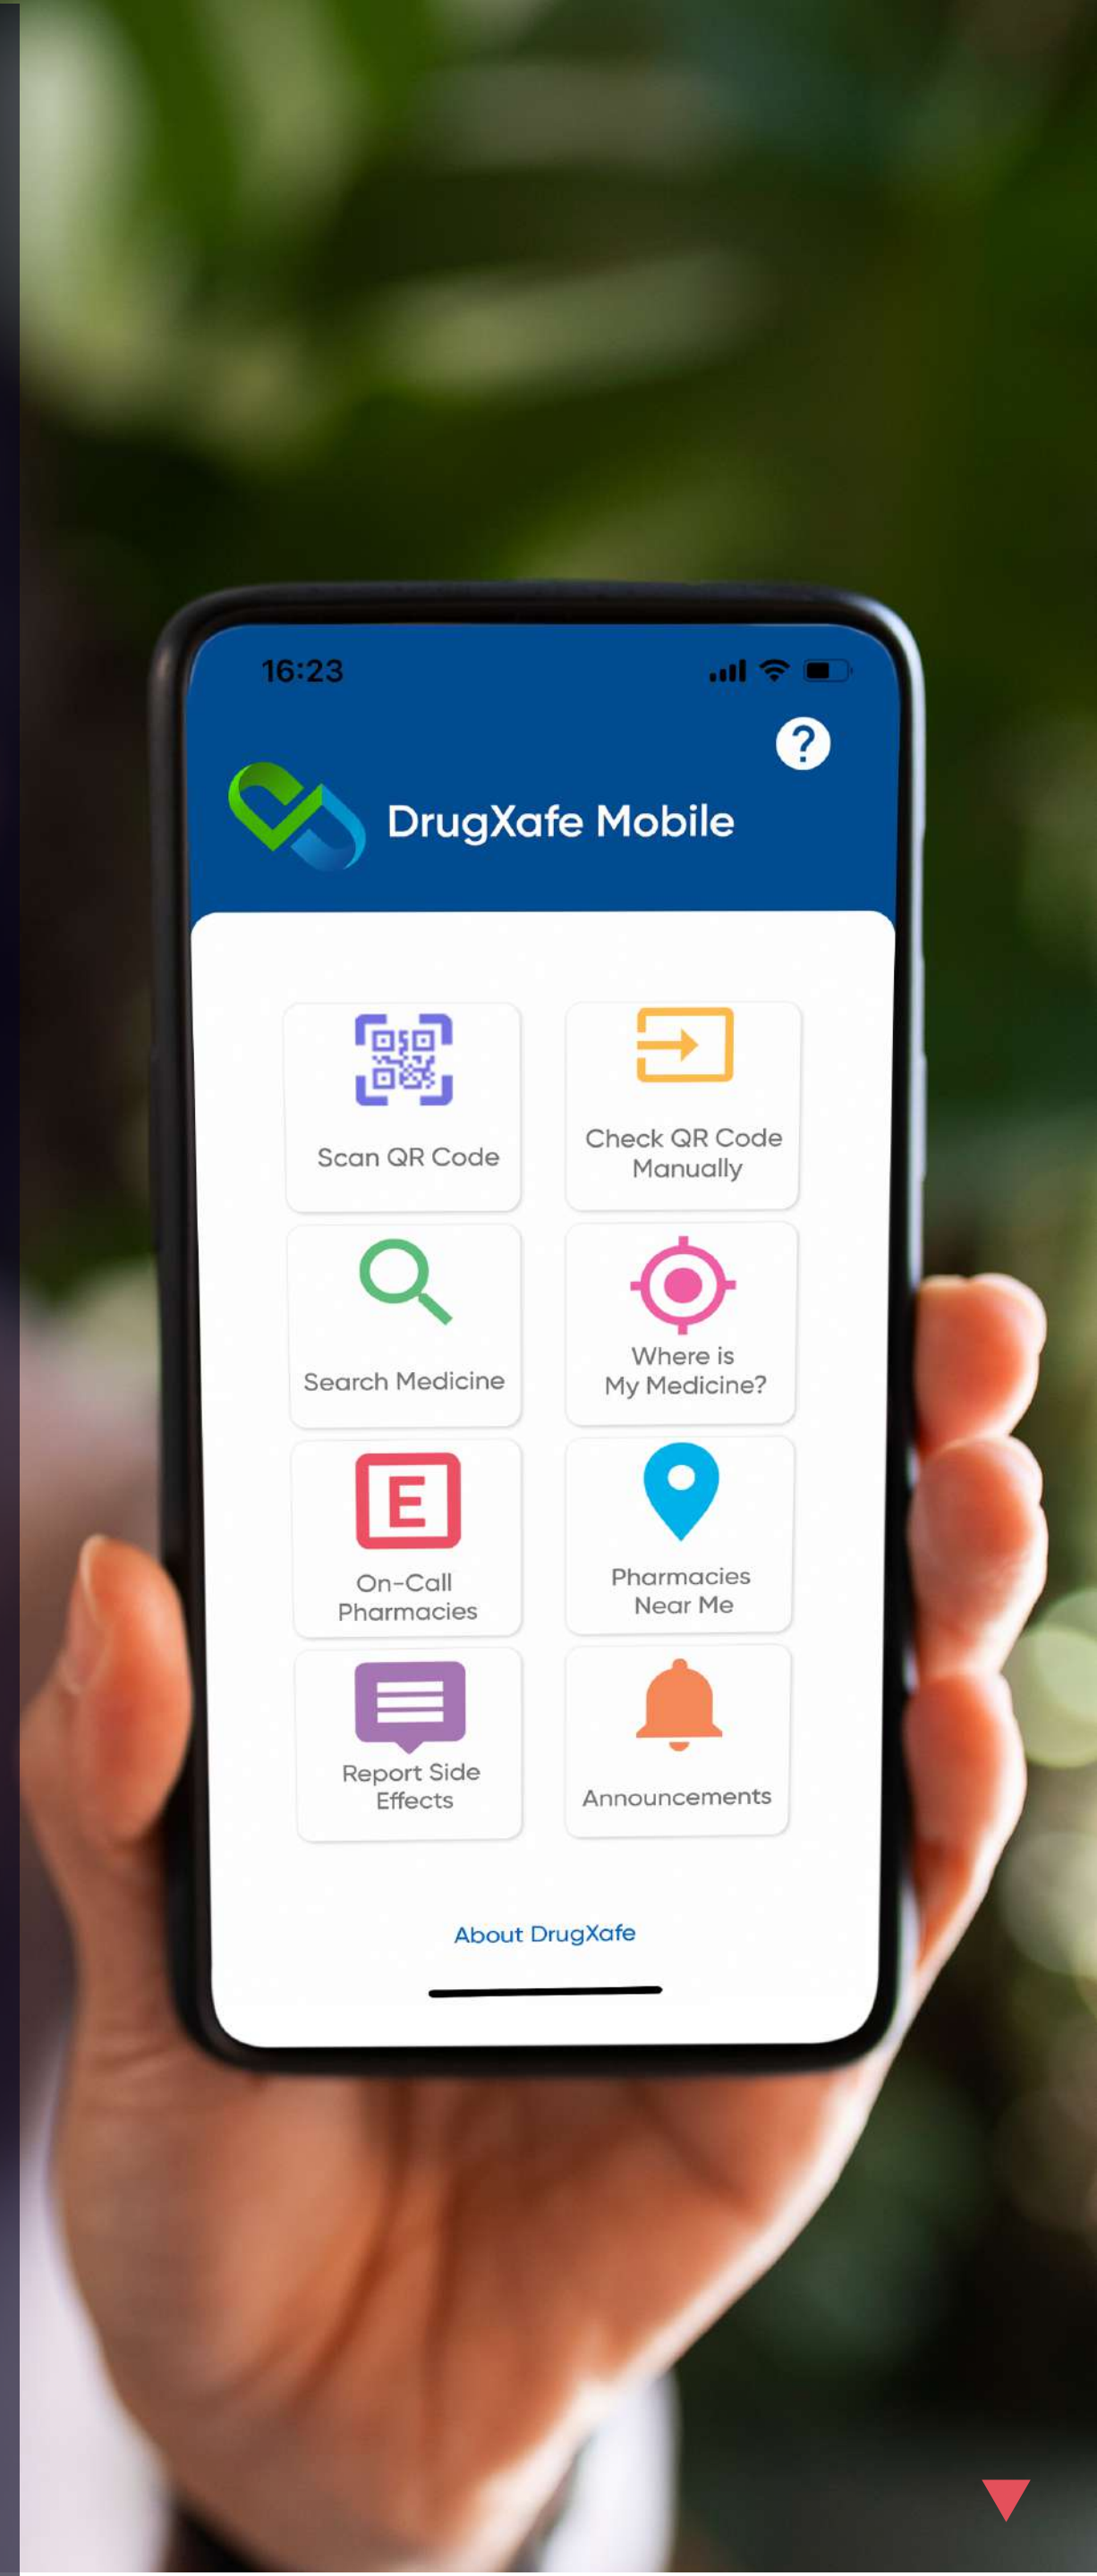 16:23
?
DrugXafe Mobile
Scan QR Code
Check QR Code
Manually
Search Medicine
Where is
My Medicine?
E
On-Call
Pharmacies
Pharmacies
Near Me
Report Side
Effects
Announcements
About DrugXafe